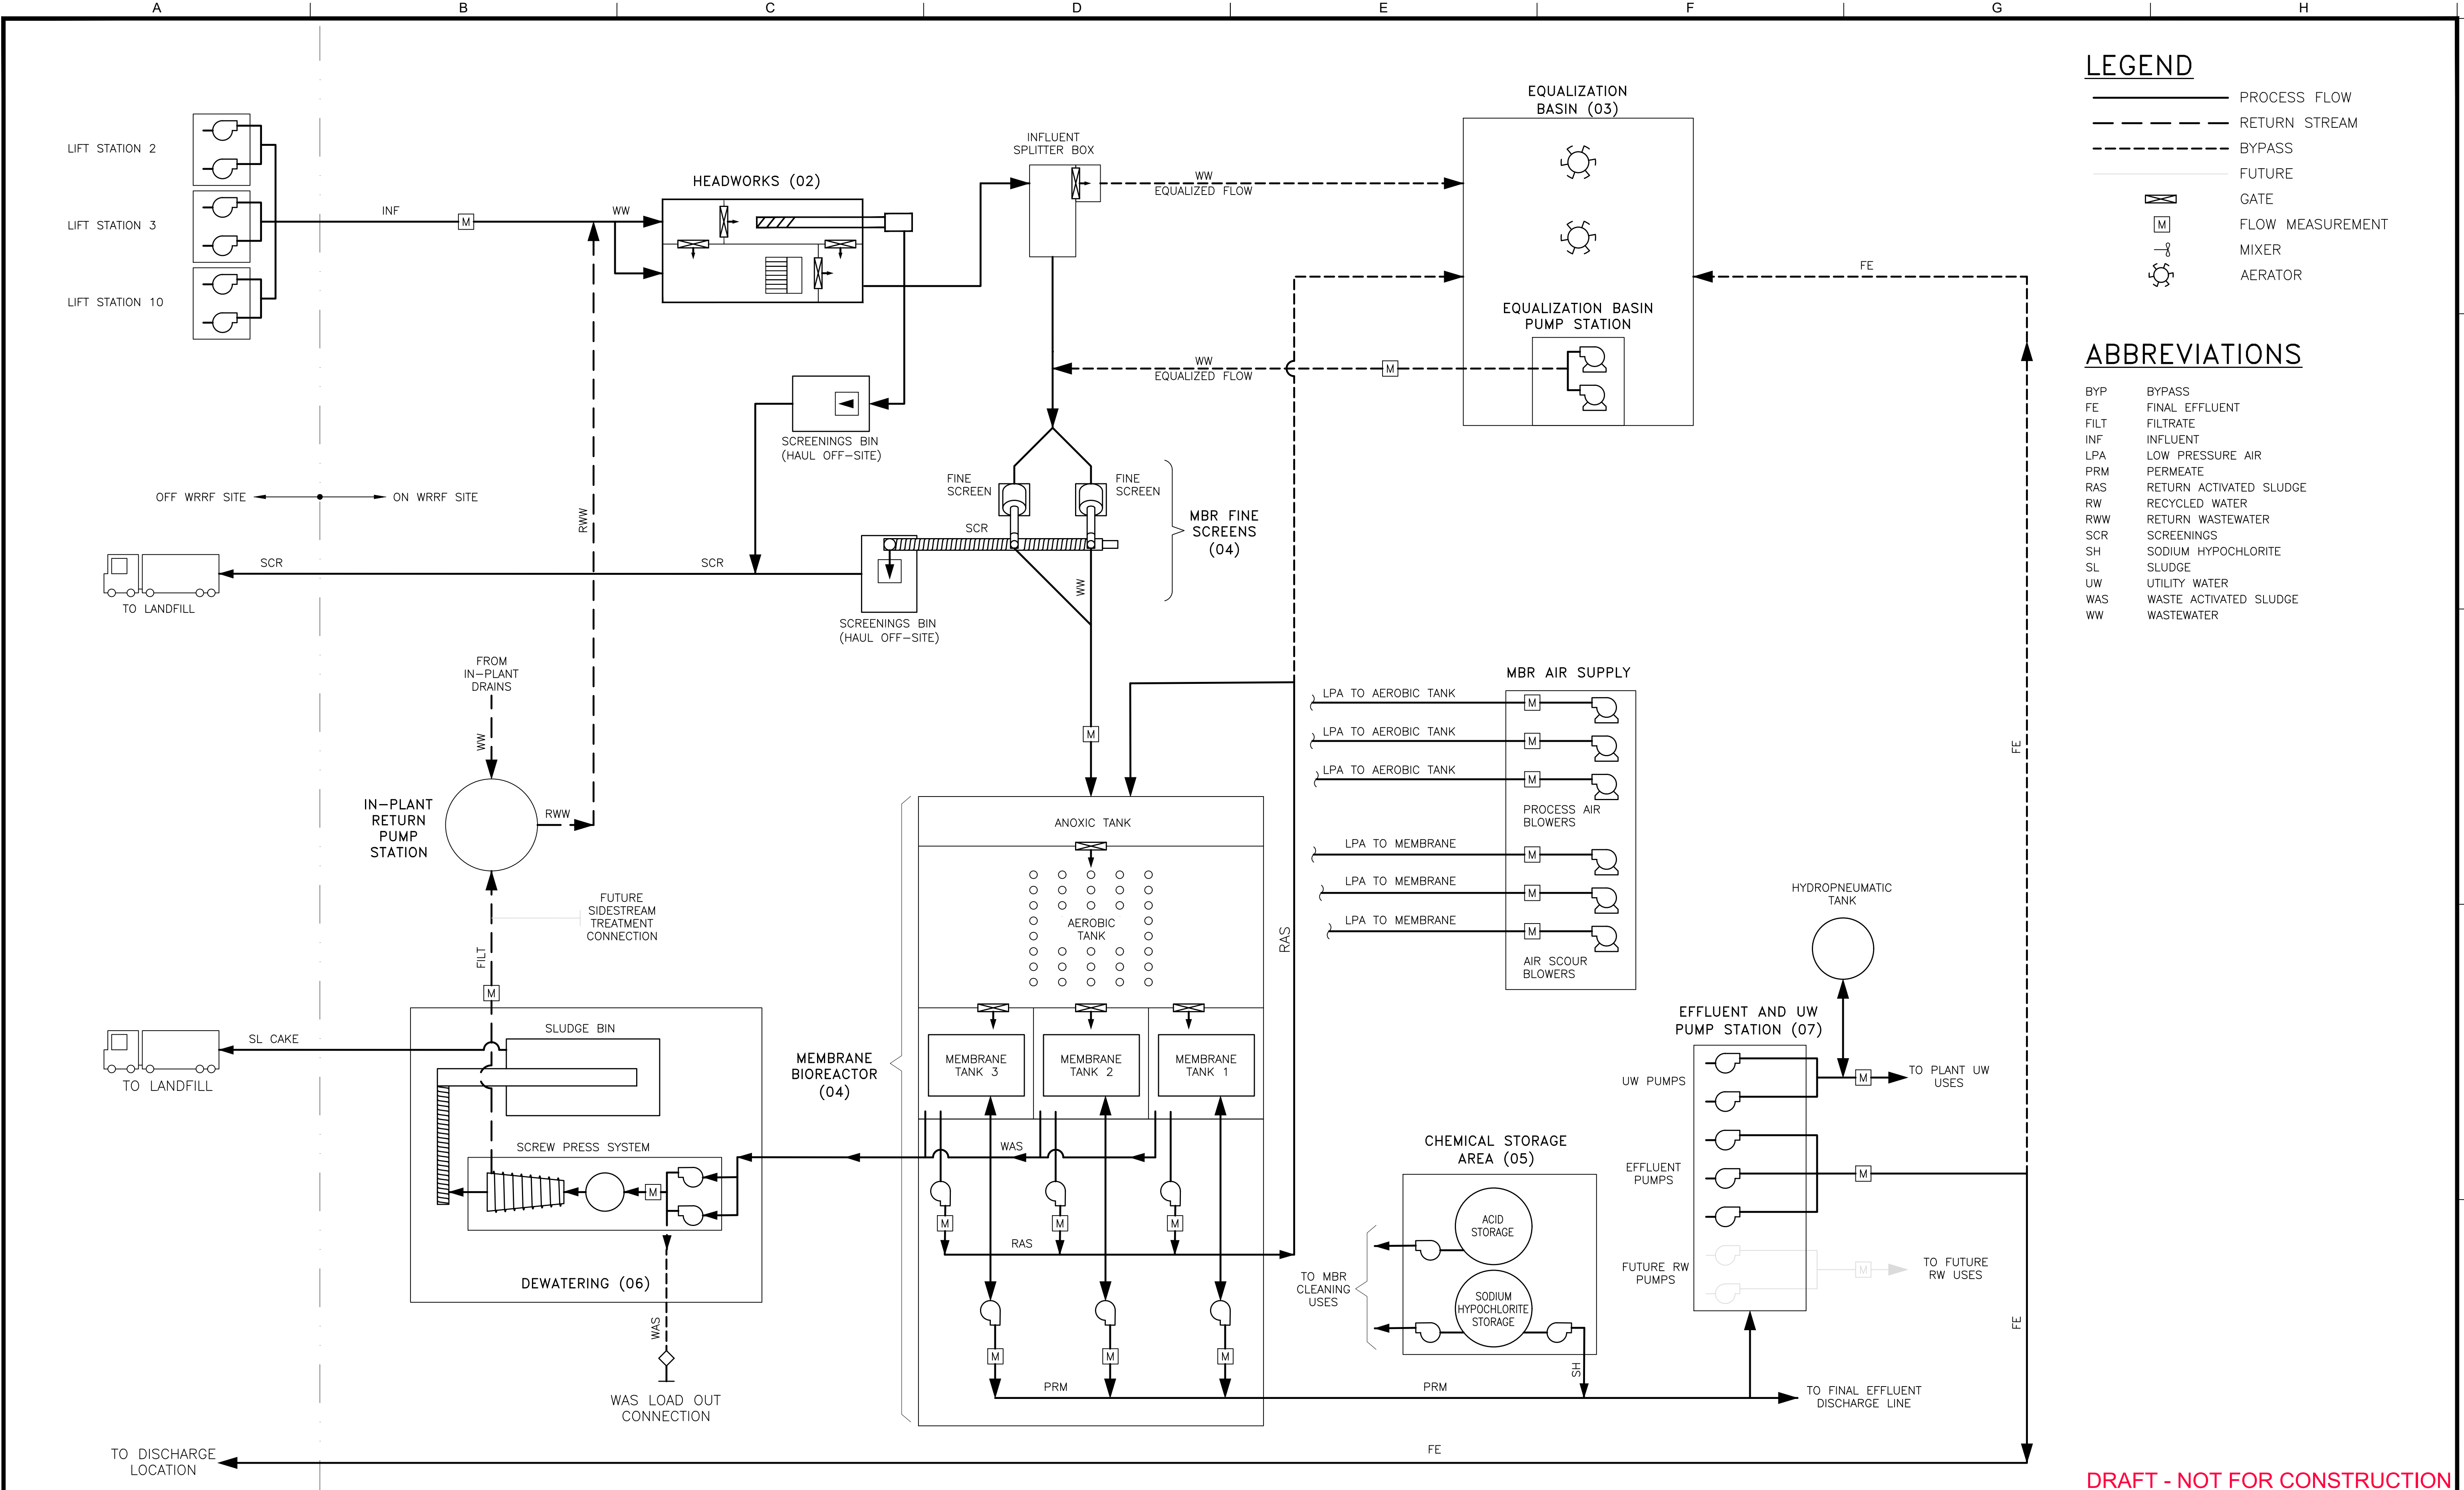 A B C D E F G H
LEGEND
PROCESS FLOW
RETURN STREAM
BYPASS
FUTURE
GATE
M FLOW MEASUREMENT
MIXER
AERATOR
ABBREVIATIONS
BYP BYPASS
FE FINAL EFFLUENT
FILT FILTRATE
INF INFLUENT
LPA LOW PRESSURE AIR
PRM PERMEATE
RAS RETURN ACTIVATED SLUDGE
RW RECYCLED WATER
RWW RETURN WASTEWATER
SCR SCREENINGS
SH SODIUM HYPOCHLORITE
SL SLUDGE
UW UTILITY WATER
WAS WASTE ACTIVATED SLUDGE
WW WASTEWATER
LIFT STATION 2
LIFT STATION 3
LIFT STATION 10
INF
M
WW
HEADWORKS (02)
INFLUENT
SPLITTER BOX
WW
EQUALIZED FLOW
EQUALIZATION
BASIN (03)
EQUALIZATION BASIN
PUMP STATION
FE
WW
EQUALIZED FLOW
M
SCREENINGS BIN
(HAUL OFF-SITE)
OFF WRRF SITE
ON WRRF SITE
RWW
FINE
SCREEN
FINE
SCREEN
SCR
MBR FINE
SCREENS
(04)
WW
SCR
SCR
TO LANDFILL
SCREENINGS BIN
(HAUL OFF-SITE)
FROM
IN-PLANT
DRAINS
WW
IN-PLANT
RETURN
PUMP
STATION
RWW
FUTURE
SIDESTREAM
TREATMENT
CONNECTION
FILT
M
M
MBR AIR SUPPLY
LPA TO AEROBIC TANK
M
LPA TO AEROBIC TANK
M
LPA TO AEROBIC TANK
M
PROCESS AIR
BLOWERS
LPA TO MEMBRANE
M
LPA TO MEMBRANE
M
LPA TO MEMBRANE
M
AIR SCOUR
BLOWERS
FE
ANOXIC TANK
AEROBIC
TANK
RAS
MEMBRANE
BIOREACTOR
(04)
MEMBRANE
TANK 3
MEMBRANE
TANK 2
MEMBRANE
TANK 1
WAS
M
M
M
RAS
M
M
M
PRM
PRM
SL CAKE
TO LANDFILL
SLUDGE BIN
SCREW PRESS SYSTEM
M
DEWATERING (06)
WAS
WAS LOAD OUT
CONNECTION
HYDROPNEUMATIC
TANK
EFFLUENT AND UW
PUMP STATION (07)
UW PUMPS
M
TO PLANT UW
USES
EFFLUENT
PUMPS
M
FUTURE RW
PUMPS
M
TO FUTURE
RW USES
CHEMICAL STORAGE
AREA (05)
ACID
STORAGE
SODIUM
HYPOCHLORITE
STORAGE
TO MBR
CLEANING
USES
SH
TO FINAL EFFLUENT
DISCHARGE LINE
FE
TO DISCHARGE
LOCATION
FE
DRAFT - NOT FOR CONSTRUCTION